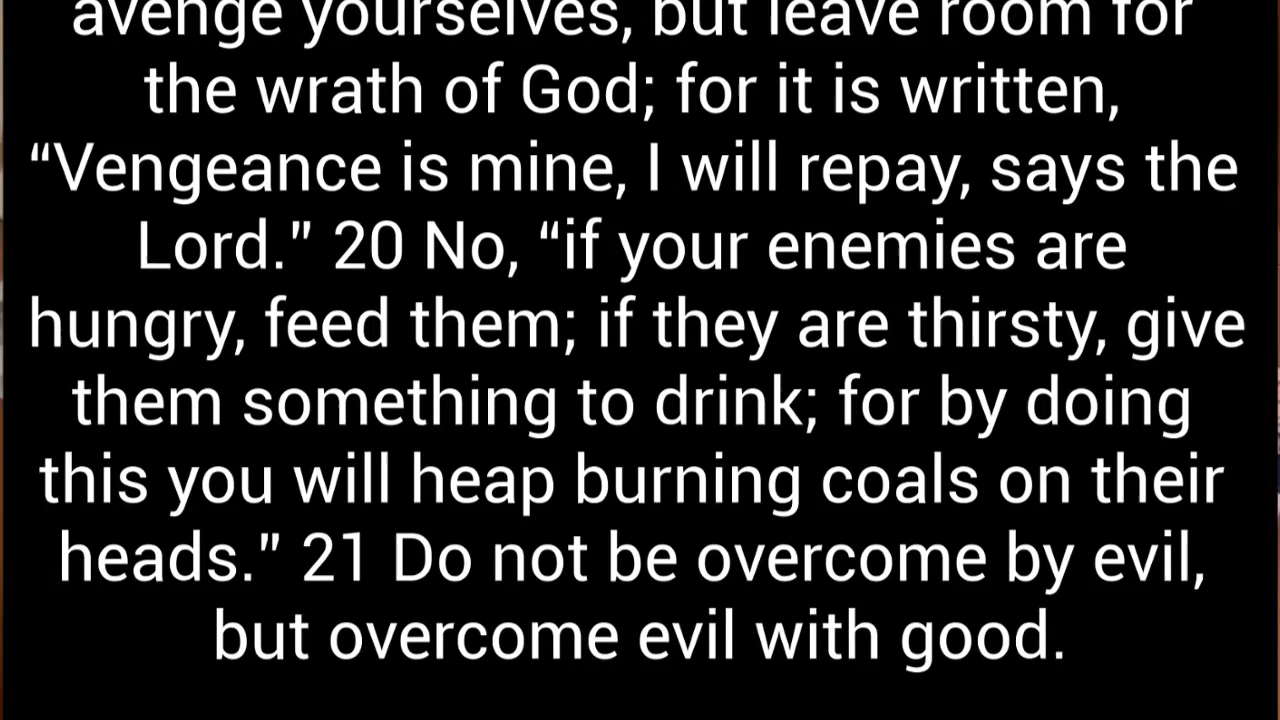 avenge yourselves, but leave room for
the wrath of God; for it is written,
“Vengeance is mine, I will repay, says the
Lord.” 20 No, “if your enemies are
hungry, feed them; if they are thirsty, give
them something to drink; for by doing
this you will heap burning coals on their
heads.” 21 Do not be overcome by evil,
but overcome evil with good.